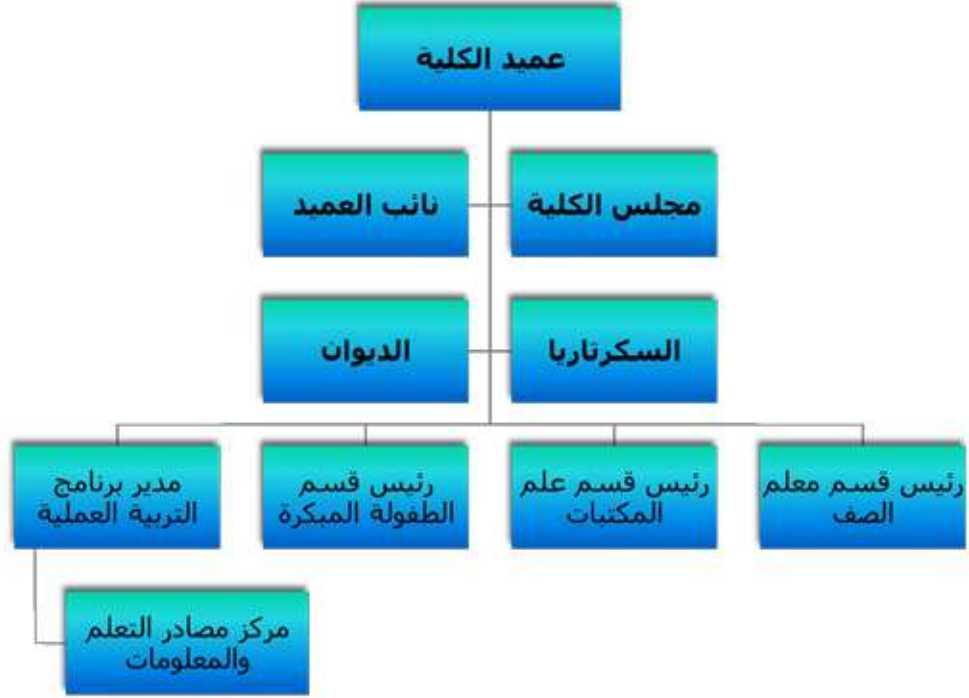 عميد الكلية
مجلس الكلية
نائب العميد
السكرتاريا
الديوان
رئيس قسم معلم
الصف
رئيس قسم علم
المكتبات
رئيس قسم
الطفولة المبكرة
مدير برنامج
التربية العملية
مركز مصادر التعلم
والمعلومات